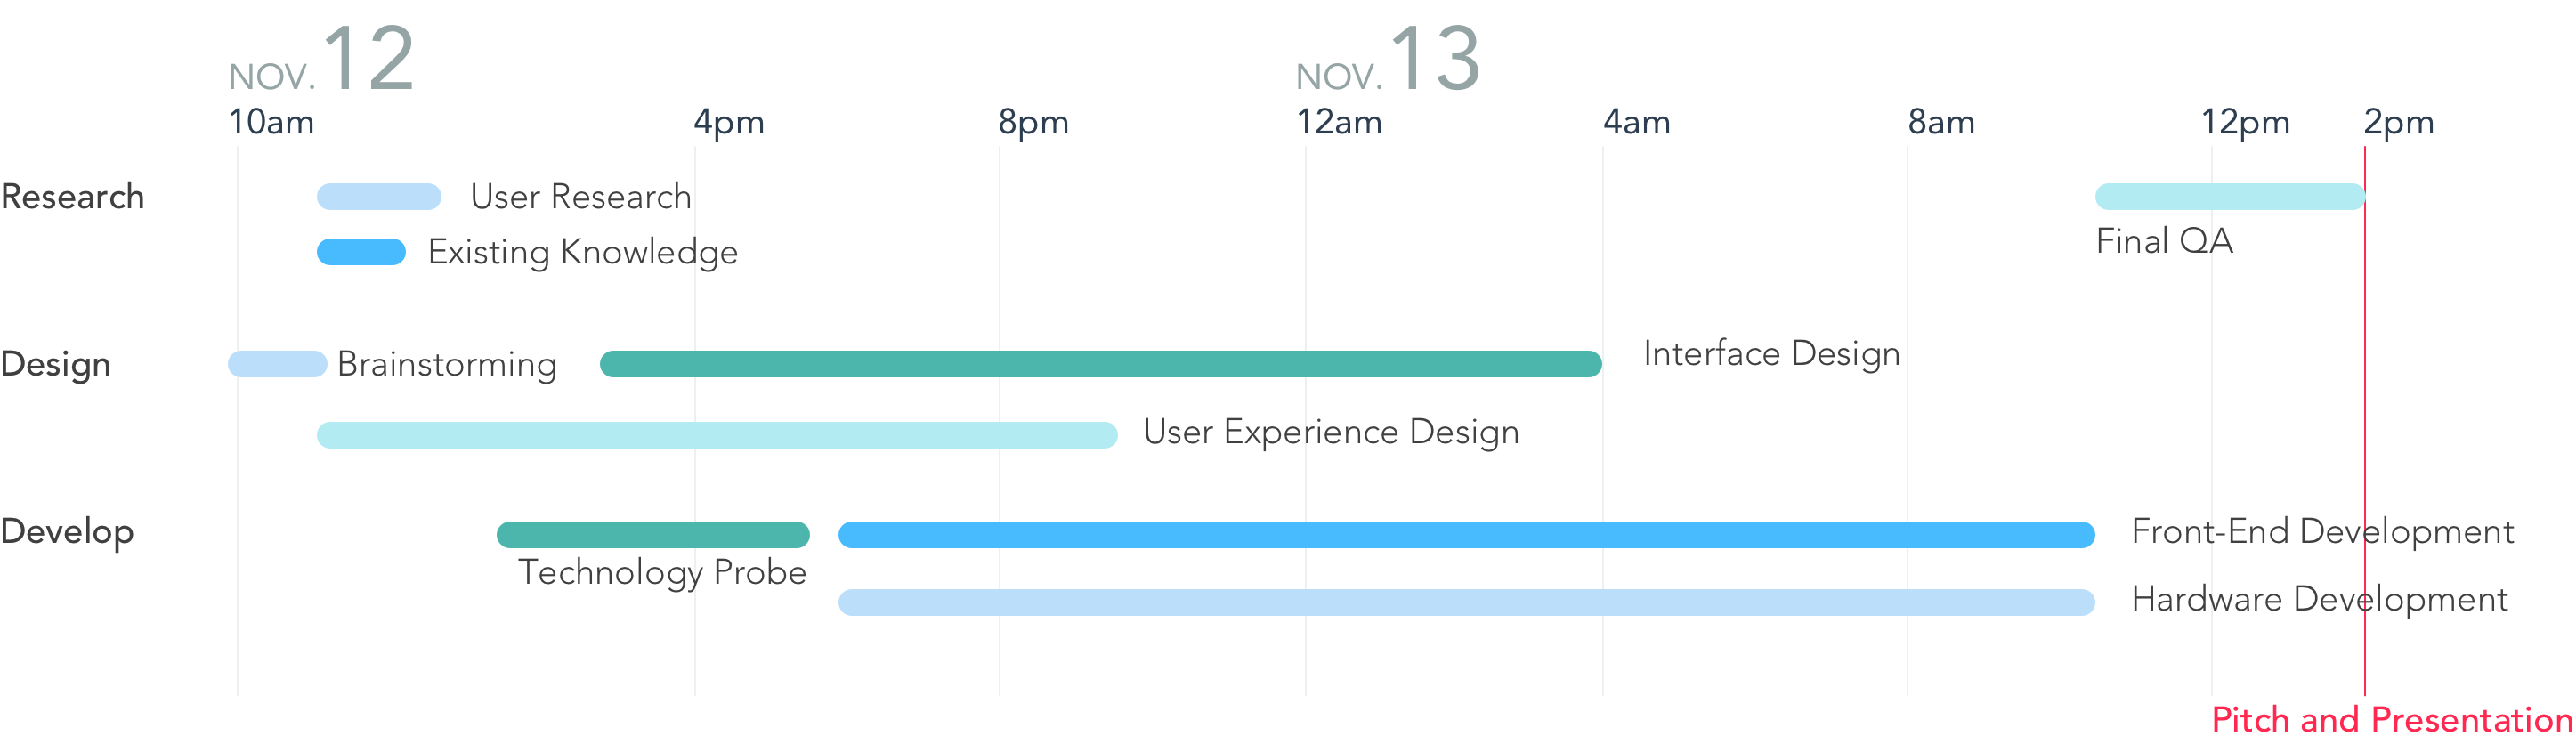 NOV. 12 NOV. 13
10am 4pm 8pm 12am 4am 8am 12pm 2pm
Research User Research
Existing Knowledge
Final QA
Design Brainstorming Interface Design
User Experience Design
Develop Front-End Development
Technology Probe
Hardware Development
Pitch and Presentation